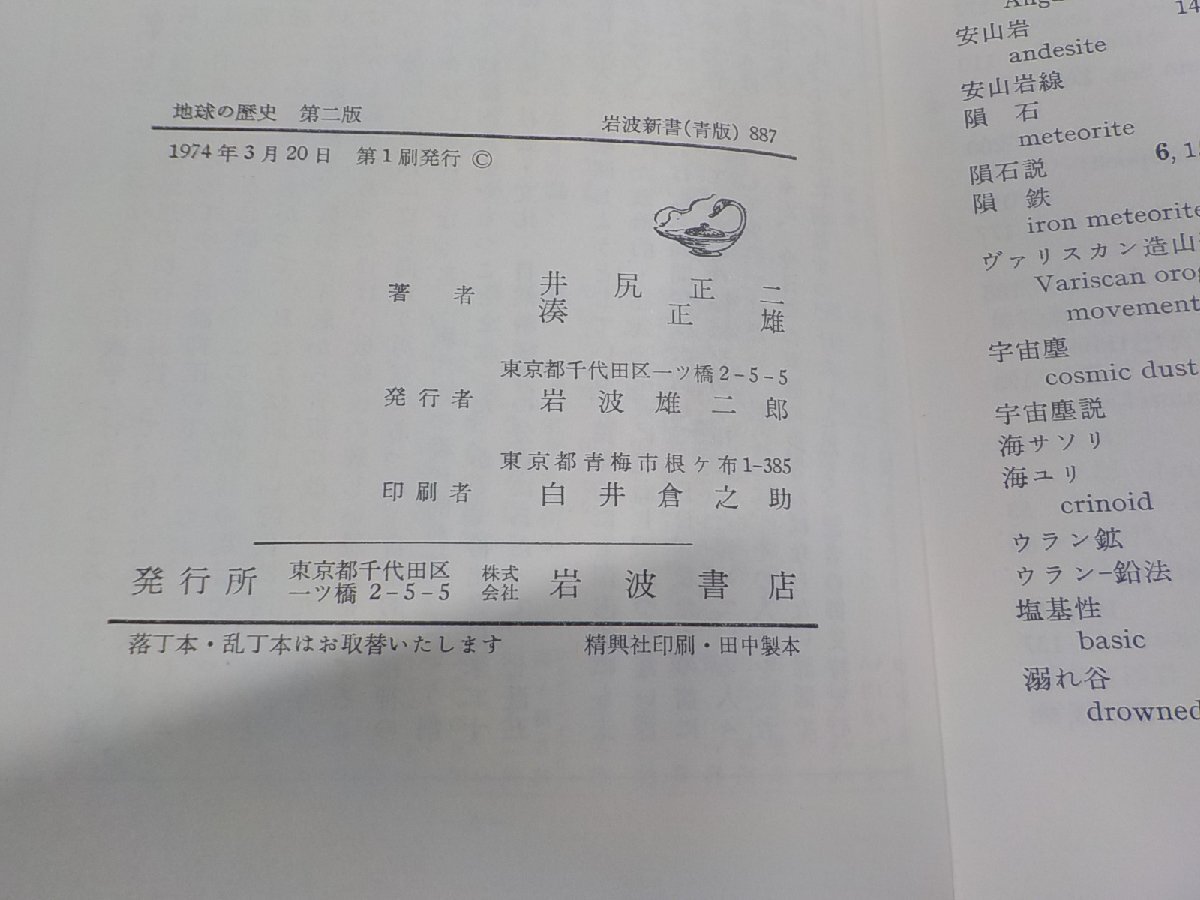 地球の歴史 第二版
岩波新書(青版) 887
1974年3月20日 第1刷発行 ©
著者 井尻正二
湊正雄
東京都千代田区一ツ橋2-5-5
発行者 岩波雄二郎
東京都青梅市根ヶ布1-385
印刷者 白井倉之助
発行所 東京都千代田区一ツ橋 2-5-5 株式会社 岩波書店
落丁本・乱丁本はお取替いたします 精興社印刷・田中製本
14
安山岩
andesite
安山岩線
隕石
meteorite
隕石説 6,
隕鉄
iron meteorite
ヴァリスカン造山
Variscan
movement
宇宙塵
cosmic dust
宇宙塵説
海サソリ
海ユリ
crinoid
ウラン鉱
ウラン-鉛法
塩基性
basic
溺れ谷
drowned